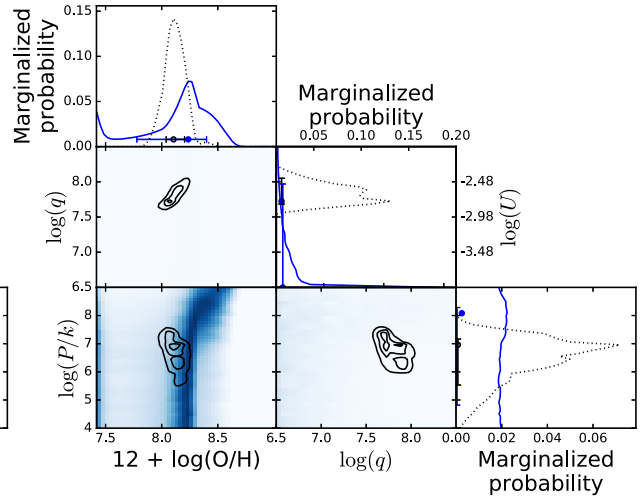 0.15
0.10
0.05
0.00
Marginalized
probability
Marginalized
probability
0.05 0.10 0.15 0.20
8.0
7.5
7.0
6.5
log(q)
-2.48
-2.98
-3.48
log(U)
8
7
6
5
4
log(P/k)
7.5 8.0 8.5 6.5 7.0 7.5 8.0 0.00 0.02 0.04 0.06
12 + log(O/H)
log(q)
Marginalized
probability